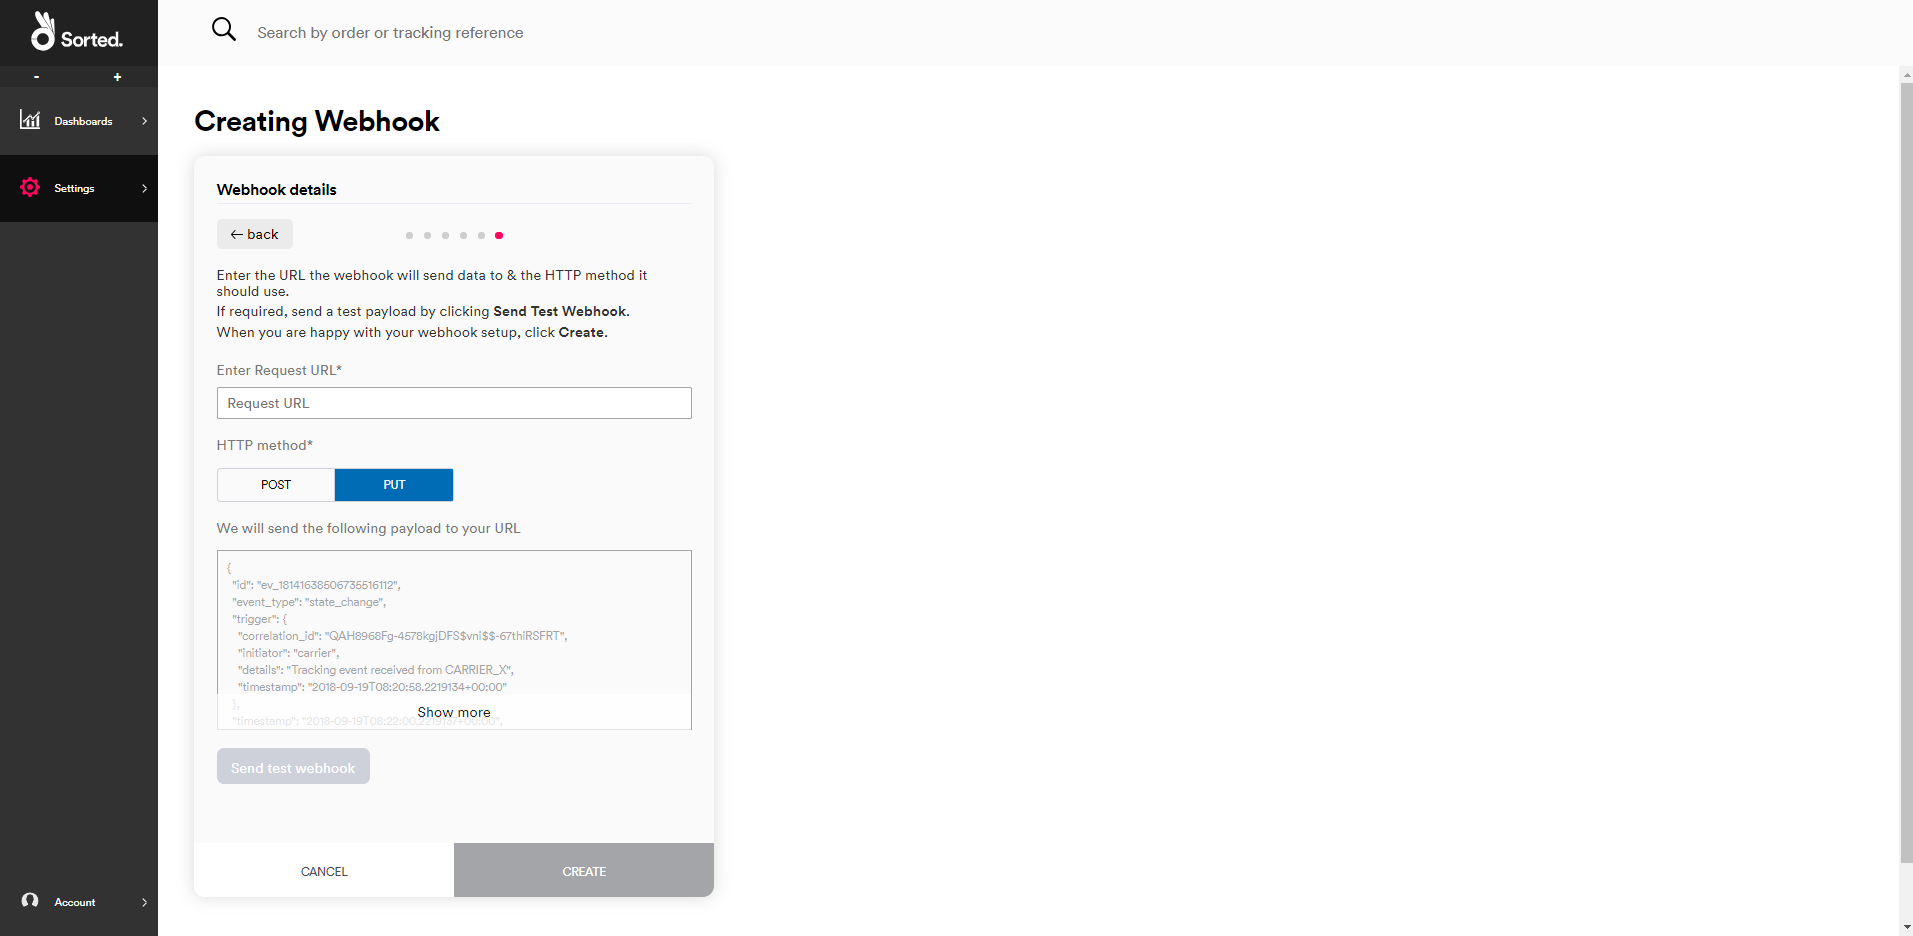 Sorted.
Search by order or tracking reference
- +
Dashboards
Settings
Account
Creating Webhook
Webhook details
← back
Enter the URL the webhook will send data to & the HTTP method it
should use.
If required, send a test payload by clicking Send Test Webhook.
When you are happy with your webhook setup, click Create.
Enter Request URL*
Request URL
HTTP method*
POST PUT
We will send the following payload to your URL
{
"id": "ev_18141638506735516112",
"event_type": "state_change",
"trigger": {
"correlation_id": "QAH8968Fg-4578kgjDFS$vni$$-67thiRSFRT",
"initiator": "carrier",
"details": "Tracking event received from CARRIER_X",
"timestamp": "2018-09-19T08:20:58.2219134+00:00"
},
"timestamp": "2018-09-19T08:22:00.2219137+00:00",
Show more
Send test webhook
CANCEL CREATE